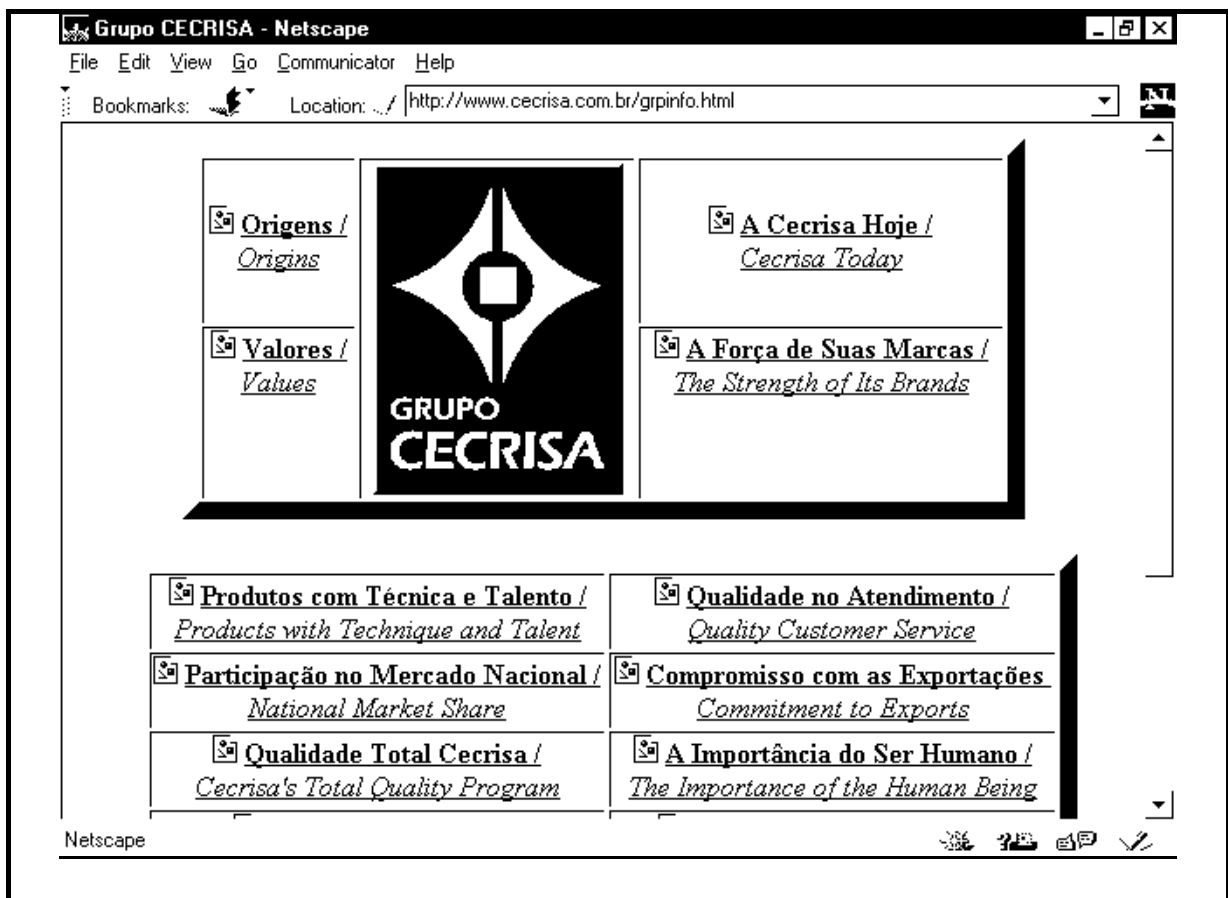 Grupo CECRISA - Netscape
File Edit View Go Communicator Help
Bookmarks: Location: http://www.cecrisa.com.br/grpinfo.html
Origens /
Origins
A Cecrisa Hoje /
Cecrisa Today
Valores /
Values
A Força de Suas Marcas /
The Strength of Its Brands
GRUPO
CECRISA
Produtos com Técnica e Talento /
Products with Technique and Talent
Qualidade no Atendimento /
Quality Customer Service
Participação no Mercado Nacional /
National Market Share
Compromisso com as Exportações
Commitment to Exports
Qualidade Total Cecrisa /
Cecrisa's Total Quality Program
A Importância do Ser Humano /
The Importance of the Human Being
Netscape